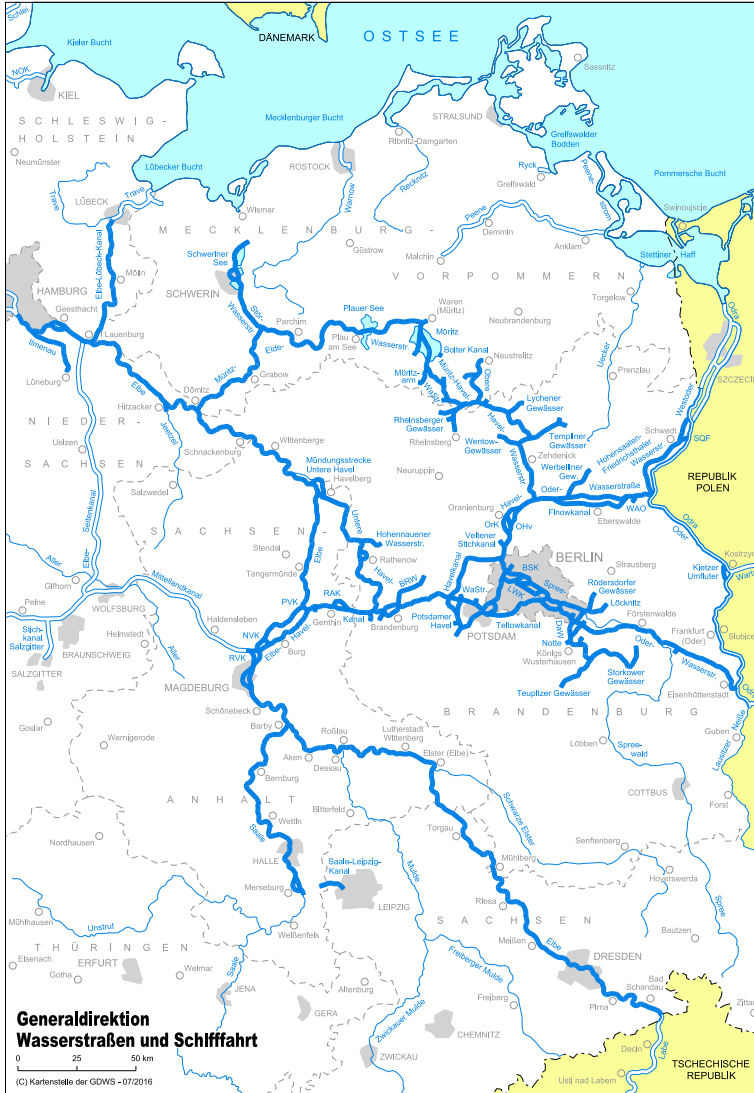 Schlei
Kieler Bucht
DÄNEMARK
OSTSEE
NOK
KIEL
Sassnitz
SCHLESWIG-
HOLSTEIN
Mecklenburger Bucht
STRALSUND
Ribnitz-Damgarten
Greifswalder
Bodden
Neumünster
Lübecker Bucht
ROSTOCK
Recknitz
Ryck
Greifswald
Peene-
strom
Pommersche Bucht
Trave
Trave
LÜBECK
Wismar
Warnow
Swinoujscje
MECKLENBURG-
Peene
Demmin
Anklam
Güstrow
Malchin
Stettiner
Haff
Elbe-Lübeck-Kanal
Schweriner
See
VORPOMMERN
HAMBURG
Mölln
SCHWERIN
Stör-
Wasserstr.
Plauer See
Waren
(Müritz)
Torgelow
Geesthacht
Lauenburg
Parchim
Plau
am See
Wasserstr.
Müritz
Neubrandenburg
Odra
Ilmenau
Elde-
Bolter Kanal
Neustrelitz
Uecker
Prenzlau
SZCZECIN
Lüneburg
Elbe
Müritz-
Grabow
Müritz-
arm
Müritz-Havel-
WaStr.
Obere
Dömitz
Hitzacker
Lychener
Gewässer
Westoder
NIEDER-
SACHSEN
Jeetzel
Rheinsberger
Gewässer
Havel-
Templiner
Gewässer
Schwedt
SQF
Uelzen
Schnackenburg
Wittenberge
Rheinsberg
Wentow-
Gewässer
Zehdenick
Werbelliner
Gew.
Hohensaaten-
Friedrichsthaler
Wasserstr.
Mündungsstrecke
Untere Havel
Havelberg
Neuruppin
Wasserstr.
REPUBLIK
POLEN
Salzwedel
Seitenkanal
Elbe-
Untere
Oranienburg
Havel-
Oder-
Wasserstraße
Finowkanal
WAO
Eberswalde
SACHSEN-
OrK
OHv
Odra
Oder
Hohennauener
Wasserstr.
Veltener
Stichkanal
Aller
Stendal
Elbe
Rathenow
BERLIN
Kostrzyn
Tangermünde
Havel-
BRW
Havelkanal
BSK
Spree-
Strausberg
Kietzer
Umfluter
Warta
Gifhorn
Mittellandkanal
WaStr.
LWK
Rüdersdorfer
Gewässer
Peine
WOLFSBURG
Haldensleben
PVK
RAK
Genthin
Kanal
Brandenburg
Potsdamer
Havel
POTSDAM
Teltowkanal
DaW
Löcknitz
Fürstenwalde
Stich-
kanal
Salzgitter
BRAUNSCHWEIG
Helmstedt
NVK
RVK
Elbe-
Havel-
Burg
Notte
Königs
Wusterhausen
Oder-
Frankfurt
(Oder)
Slubice
SALZGITTER
Aller
MAGDEBURG
Storkower
Gewässer
Wasserstr.
Teupitzer Gewässer
Eisenhüttenstadt
Odra
Schönebeck
BRANDENBURG
Goslar
Wernigerode
Barby
Roßlau
Lutherstadt
Wittenberg
Lübben
Spree-
wald
Guben
Lausitzer
Neiße
Aken
Dessau
Elster (Elbe)
Bernburg
COTTBUS
ANHALT
Bitterfeld
Schwarze Elster
Forst
Wettin
Nordhausen
Saale
Torgau
Senftenberg
HALLE
Saale-Leipzig-
Kanal
Mulde
Mühlberg
Hoyerswerda
Merseburg
LEIPZIG
Riesa
Spree
Mühlhausen
Unstrut
Weißenfels
SACHSEN
Bautzen
THÜRINGEN
Meißen
Elbe
Eisenach
ERFURT
Gotha
Weimar
Saale
Freiberger Mulde
DRESDEN
JENA
Altenburg
Freiberg
Pirna
Bad
Schandau
GERA
Zwickauer Mulde
CHEMNITZ
Generaldirektion
Wasserstraßen und Schifffahrt
0 25 50 km
ZWICKAU
Decin
Labe
(C) Kartenstelle der GDWS - 07/2016
Usti nad Labem
TSCHECHISCHE
REPUBLIK